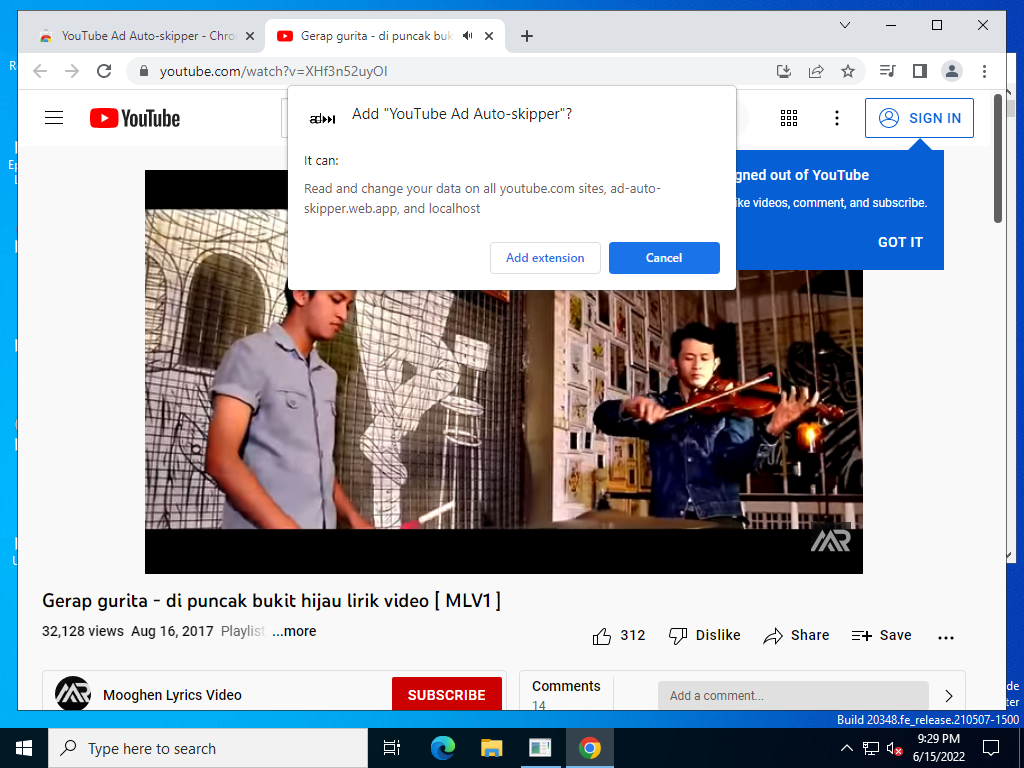 YouTube Ad Auto-skipper - Chro
Gerap gurita - di puncak buk
youtube.com/watch?v=XHf3n52uyOI
YouTube
SIGN IN
ad
Add "YouTube Ad Auto-skipper"?
It can:
Read and change your data on all youtube.com sites, ad-auto-
skipper.web.app, and localhost
Add extension
Cancel
gned out of YouTube
ike videos, comment, and subscribe.
GOT IT
MR
Gerap gurita - di puncak bukit hijau lirik video [ MLV1 ]
32,128 views Aug 16, 2017 Playlist ...more
312
Dislike
Share
Save
MR
Mooghen Lyrics Video
SUBSCRIBE
Comments
14
Add a comment...
Build 20348.fe_release.210507-1500
Type here to search
9:29 PM
6/15/2022